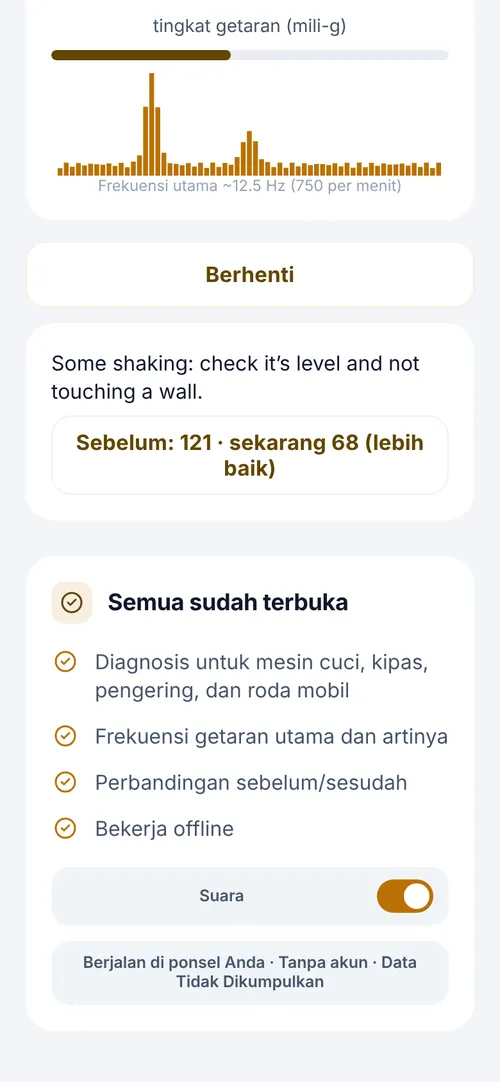 tingkat getaran (mili-g)
Frekuensi utama ~12.5 Hz (750 per menit)
Berhenti
Some shaking: check it’s level and not
touching a wall.
Sebelum: 121 · sekarang 68 (lebih
baik)
Semua sudah terbuka
Diagnosis untuk mesin cuci, kipas,
pengering, dan roda mobil
Frekuensi getaran utama dan artinya
Perbandingan sebelum/sesudah
Bekerja offline
Suara
Berjalan di ponsel Anda · Tanpa akun · Data
Tidak Dikumpulkan